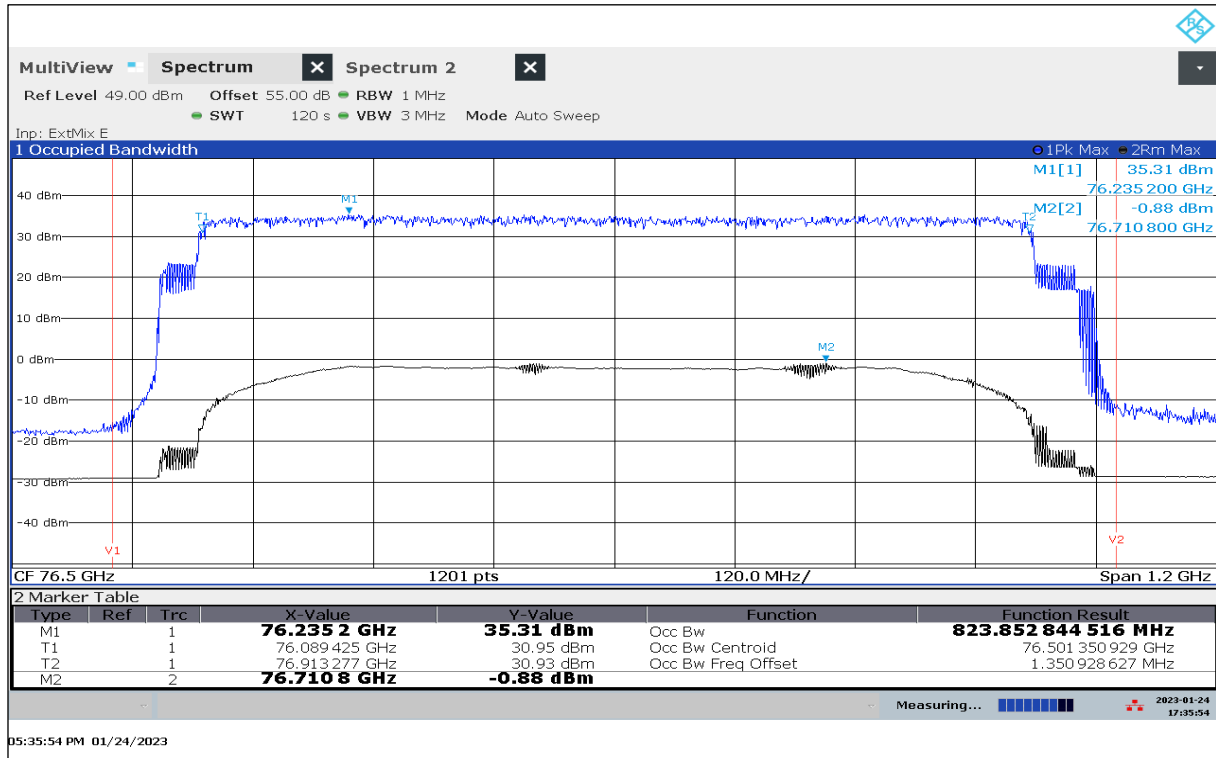 R&S
MultiView Spectrum X Spectrum 2 X
Ref Level 49.00 dBm Offset 55.00 dB RBW 1 MHz
SWT 120 s VBW 3 MHz Mode Auto Sweep
Inp: ExtMix E
1 Occupied Bandwidth 1Pk Max 2Rm Max
M1[1] 35.31 dBm
76.235 200 GHz
M2[2] -0.88 dBm
76.710 800 GHz
40 dBm
M1
T1
T2
30 dBm
20 dBm
10 dBm
0 dBm
M2
-10 dBm
-20 dBm
-30 dBm
-40 dBm
V1
V2
CF 76.5 GHz 1201 pts 120.0 MHz/ Span 1.2 GHz
2 Marker Table
Type Ref Trc X-Value Y-Value Function Function Result
M1 1 76.235 2 GHz 35.31 dBm Occ Bw 823.852 844 516 MHz
T1 1 76.089 425 GHz 30.95 dBm Occ Bw Centroid 76.501 350 929 GHz
T2 1 76.913 277 GHz 30.93 dBm Occ Bw Freq Offset 1.350 928 627 MHz
M2 2 76.710 8 GHz -0.88 dBm
Measuring... 2023-01-24
17:35:54
05:35:54 PM 01/24/2023